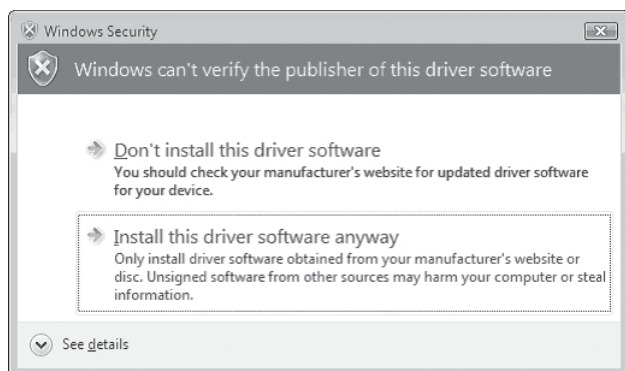 Windows Security
Windows can't verify the publisher of this driver software
Don't install this driver software
You should check your manufacturer's website for updated driver software
for your device.
Install this driver software anyway
Only install driver software obtained from your manufacturer's website or
disc. Unsigned software from other sources may harm your computer or steal
information.
See details